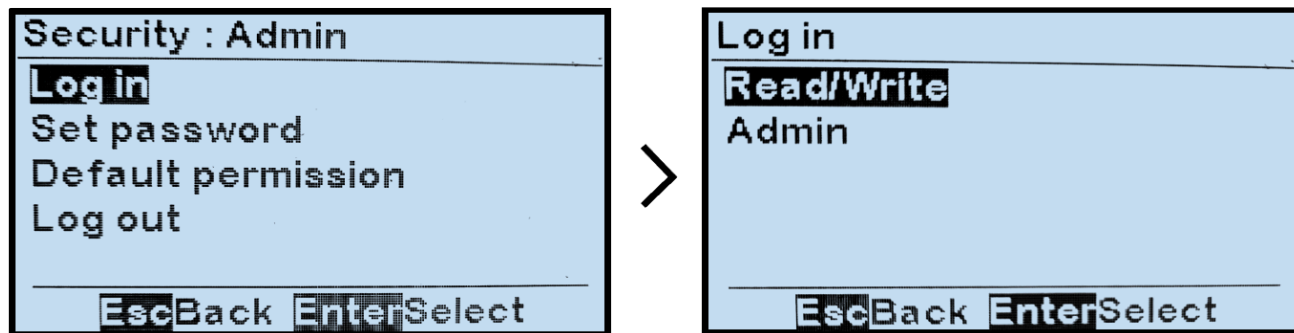 Security : Admin
Log in
Set password
Default permission
Log out
EscBack EnterSelect
>
Log in
Read/Write
Admin
EscBack EnterSelect